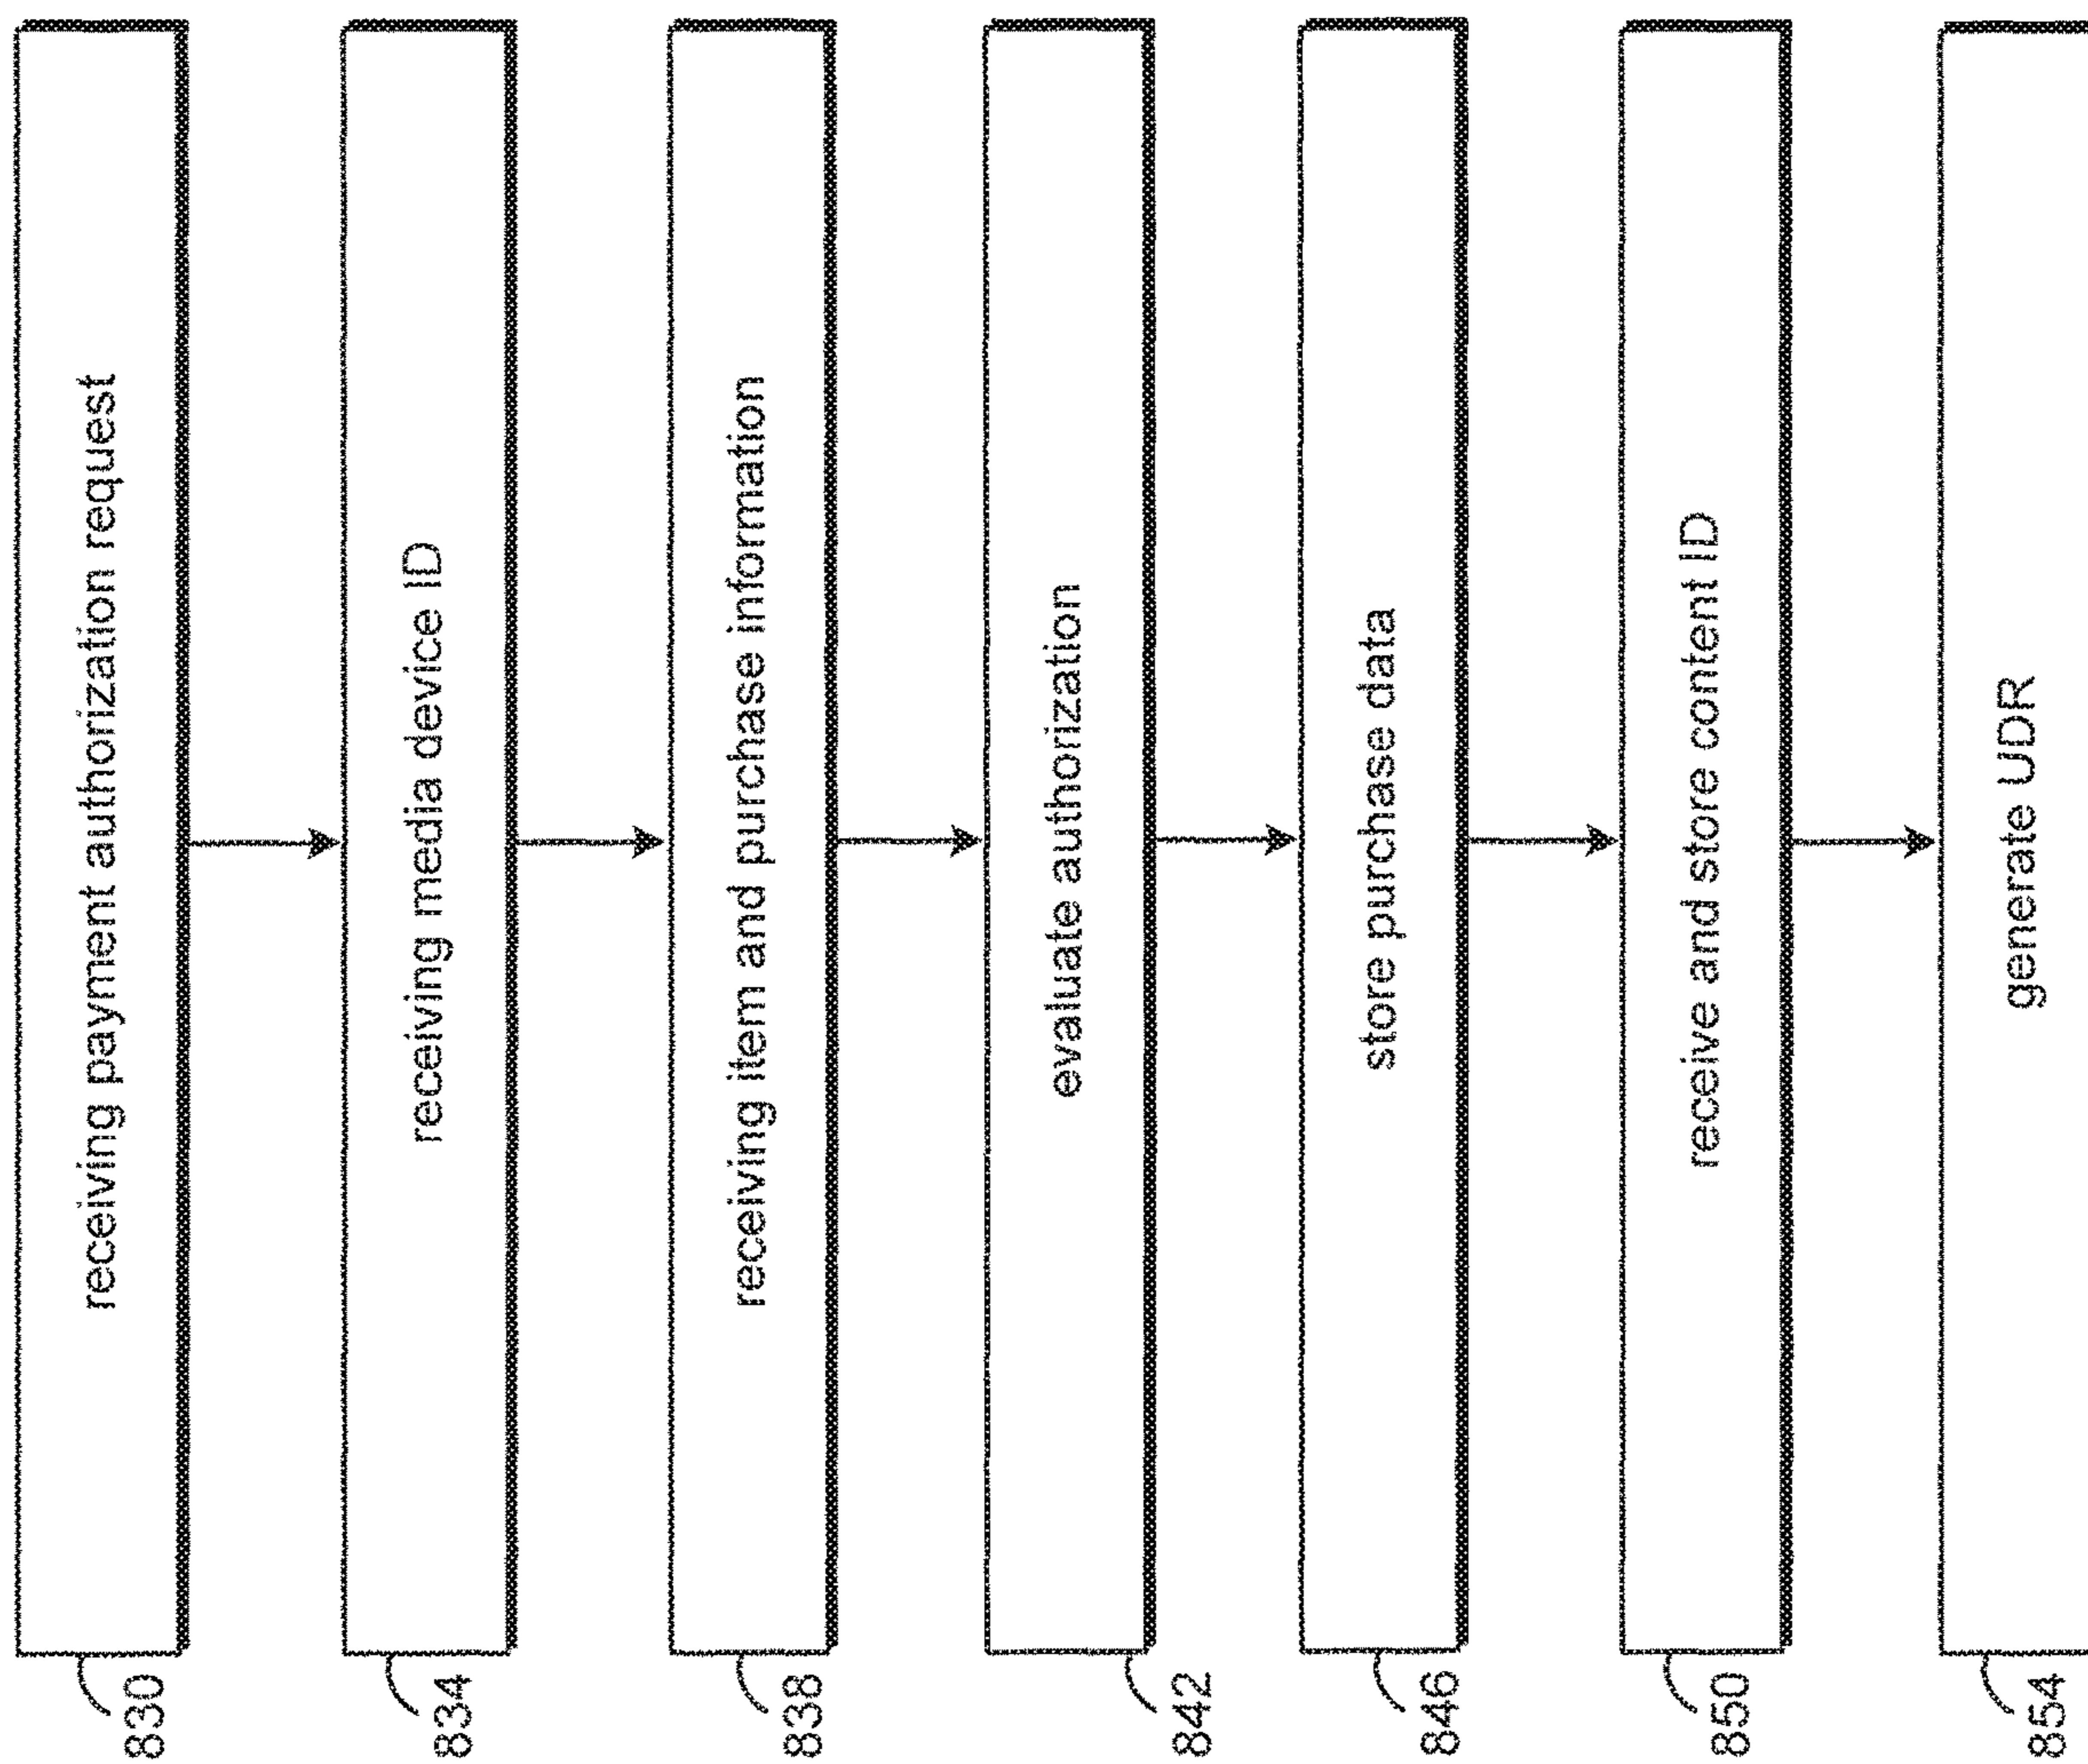 830
receiving payment authorization request
834
receiving media device ID
838
receiving item and purchase information
842
evaluate authorization
846
store purchase data
850
receive and store content ID
854
generate UDR